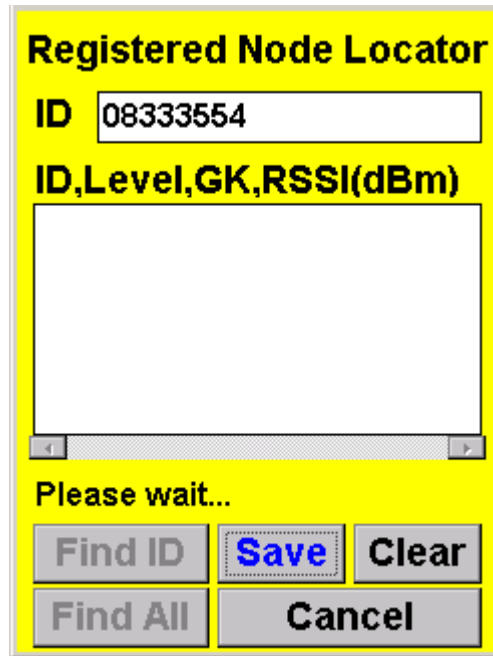 Registered Node Locator
ID 08333554
ID,Level,GK,RSSI(dBm)
Please wait...
Find ID Save Clear
Find All Cancel